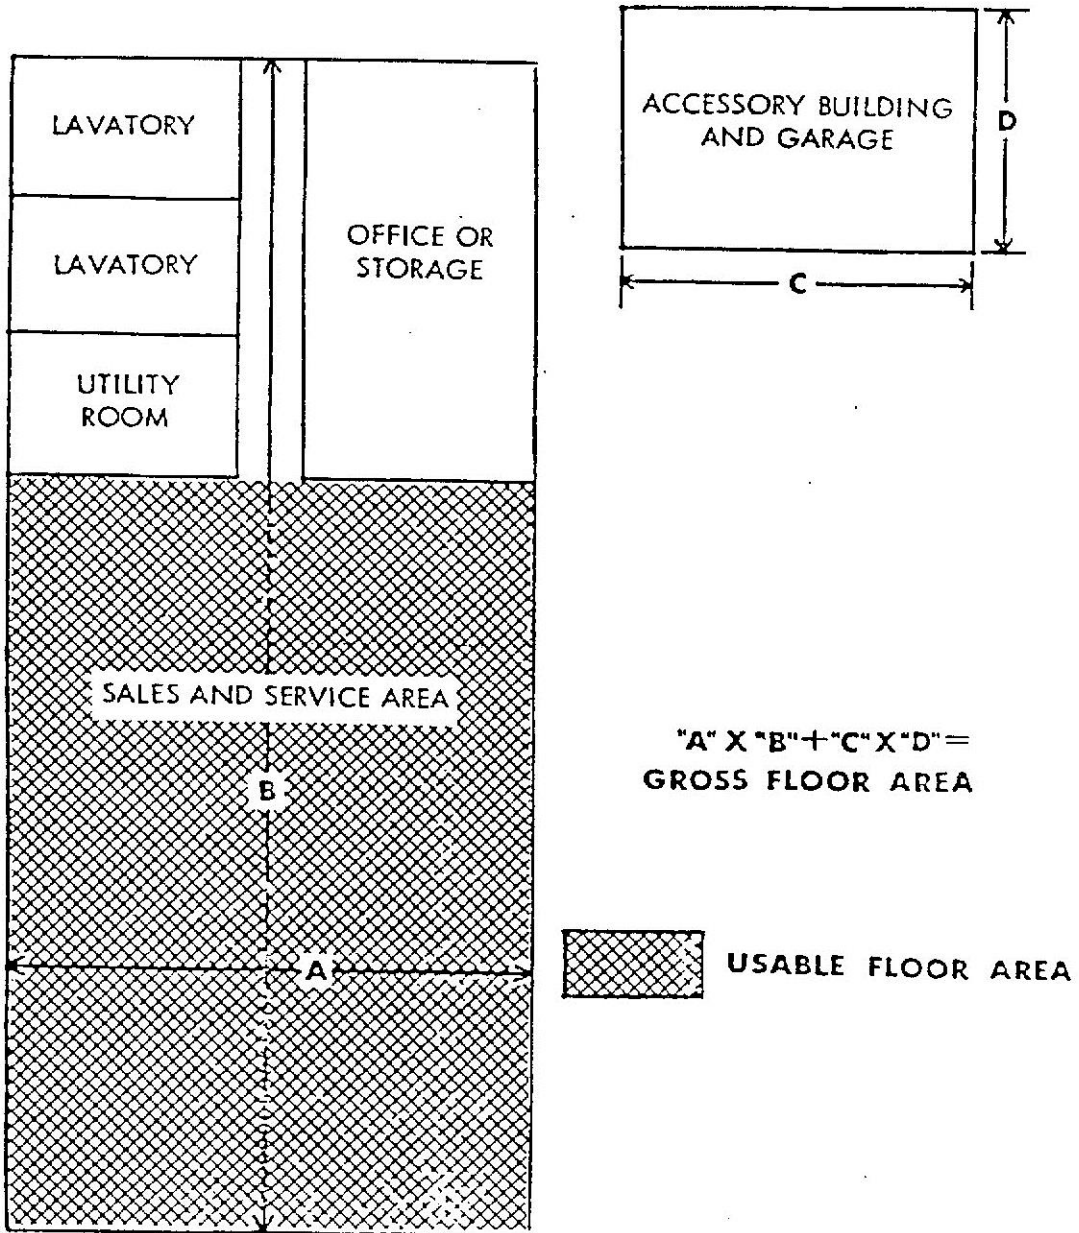 LAVATORY
LAVATORY
UTILITY
ROOM
OFFICE OR
STORAGE
ACCESSORY BUILDING
AND GARAGE
D
C
SALES AND SERVICE AREA
B
A
"A" X "B"+"C" X "D"=
GROSS FLOOR AREA
USABLE FLOOR AREA